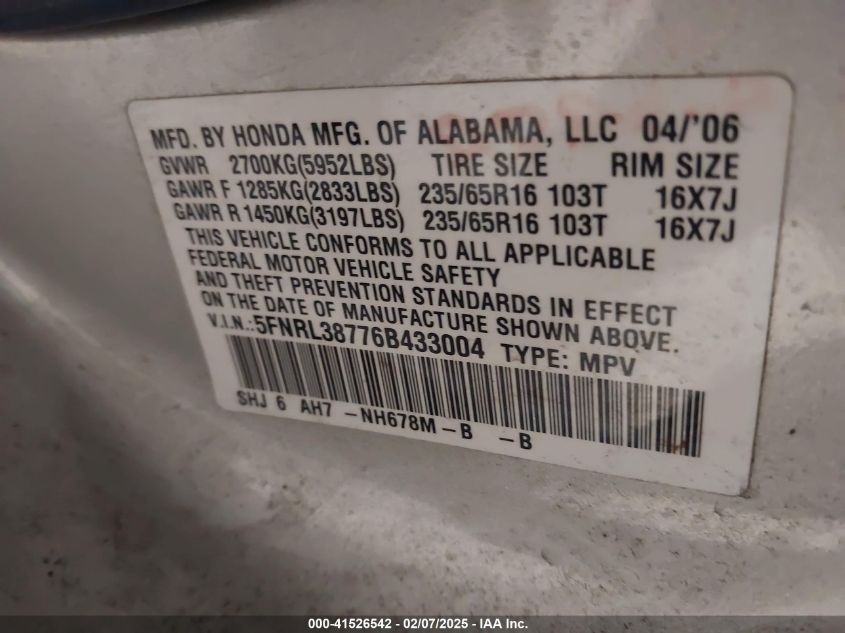 MFD. BY HONDA MFG. OF ALABAMA, LLC 04/'06
GVWR 2700KG(5952LBS) TIRE SIZE RIM SIZE
GAWR F 1285KG(2833LBS) 235/65R16 103T 16X7J
GAWR R 1450KG(3197LBS) 235/65R16 103T 16X7J
THIS VEHICLE CONFORMS TO ALL APPLICABLE
FEDERAL MOTOR VEHICLE SAFETY
AND THEFT PREVENTION STANDARDS IN EFFECT
ON THE DATE OF MANUFACTURE SHOWN ABOVE.
V.I.N.:5FNRL38776B433004 TYPE: MPV
SHJ 6 AH7 -NH678M-B -B
000-41526542 - 02/07/2025 - IAA Inc.